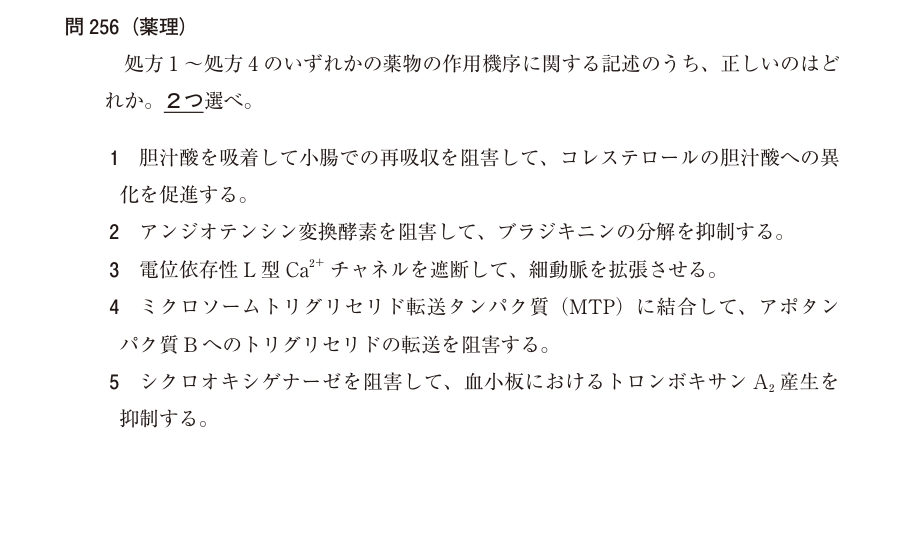 問 256（薬理）
処方１～処方４のいずれかの薬物の作用機序に関する記述のうち、正しいのはど
れか。２つ選べ。
1　胆汁酸を吸着して小腸での再吸収を阻害して、コレステロールの胆汁酸への異
化を促進する。
2　アンジオテンシン変換酵素を阻害して、ブラジキニンの分解を抑制する。
3　電位依存性 L 型 Ca²⁺ チャネルを遮断して、細動脈を拡張させる。
4　ミクロソームトリグリセリド転送タンパク質（MTP）に結合して、アポタン
パク質 B へのトリグリセリドの転送を阻害する。
5　シクロオキシゲナーゼを阻害して、血小板におけるトロンボキサン A₂ 産生を
抑制する。